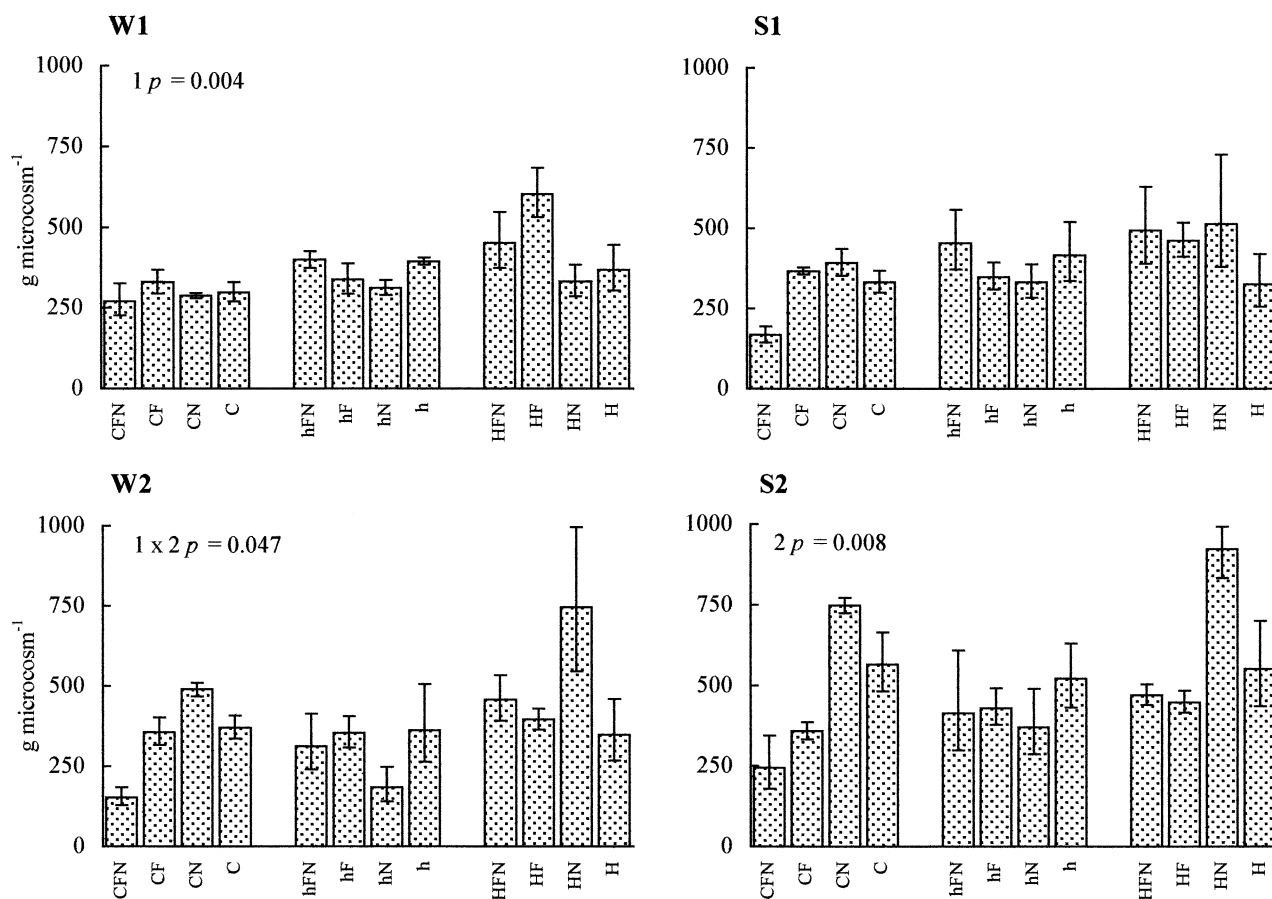 W1
1 p = 0.004
g microcosm-1
1000
750
500
250
0
CFN CF CN C hFN hF hN h HFN HF HN H
S1
1000
750
500
250
0
CFN CF CN C hFN hF hN h HFN HF HN H
W2
1 x 2 p = 0.047
g microcosm-1
1000
750
500
250
0
CFN CF CN C hFN hF hN h HFN HF HN H
S2
2 p = 0.008
1000
750
500
250
0
CFN CF CN C hFN hF hN h HFN HF HN H